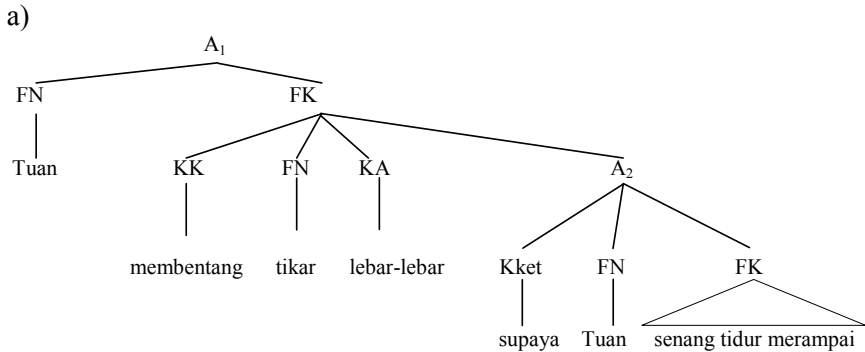 a)
A1
FN FK
Tuan KK FN KA A2
membentang tikar lebar-lebar Kket FN FK
supaya Tuan senang tidur merampai